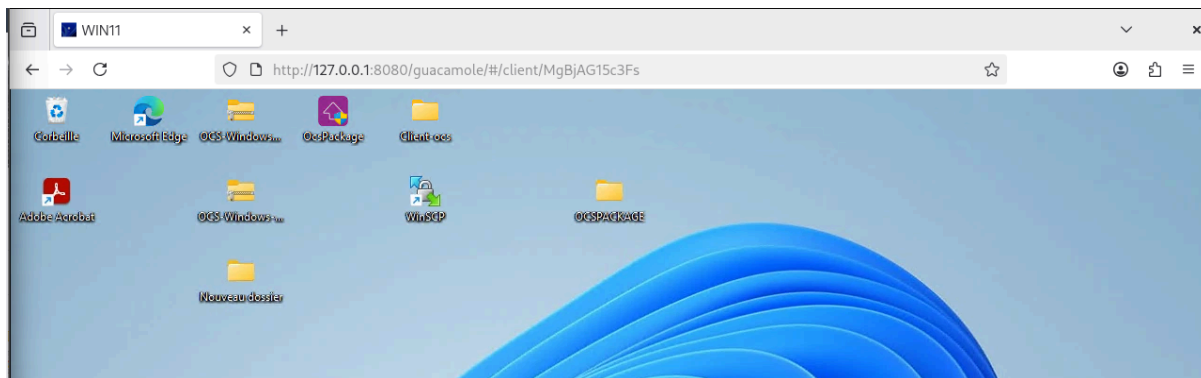 WIN11
http://127.0.0.1:8080/guacamole/#/client/MgBjAG15c3Fs
Corbeille
Microsoft Edge
OCS-Windows...
OcsPackage
Client-ocs
Adobe Acrobat
OCS-Windows-...
WinSCP
OCSPACKAGE
Nouveau dossier